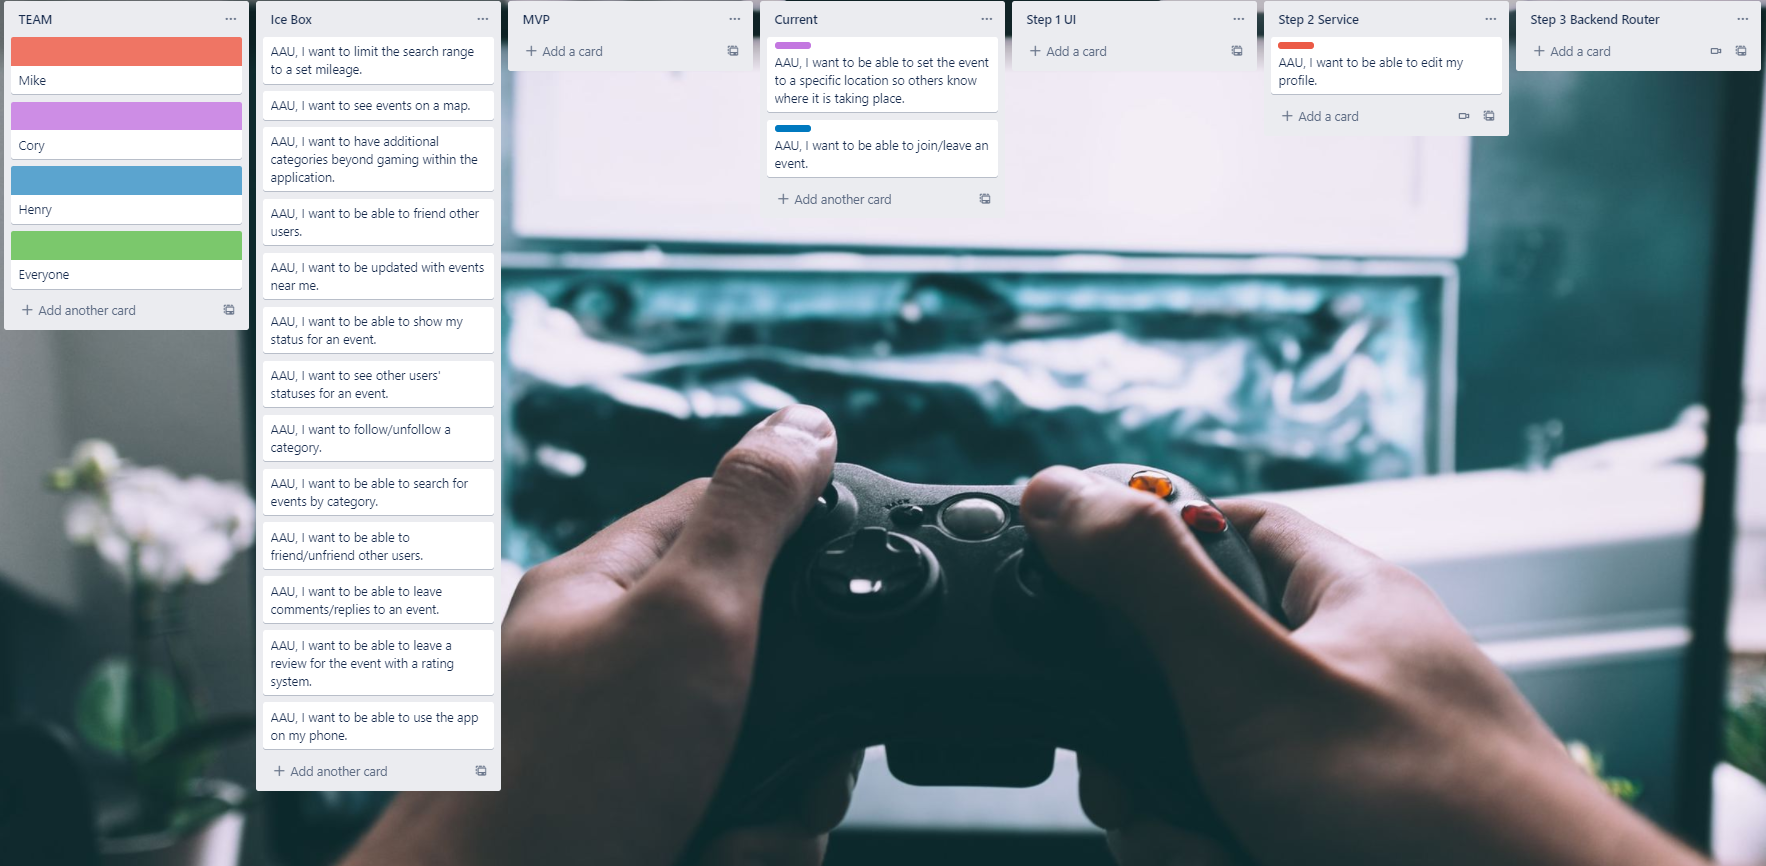 TEAM
Mike
Cory
Henry
Everyone
+ Add another card
Ice Box
AAU, I want to limit the search range
to a set mileage.
AAU, I want to see events on a map.
AAU, I want to have additional
categories beyond gaming within the
application.
AAU, I want to be able to friend other
users.
AAU, I want to be updated with events
near me.
AAU, I want to be able to show my
status for an event.
AAU, I want to see other users'
statuses for an event.
AAU, I want to follow/unfollow a
category.
AAU, I want to be able to search for
events by category.
AAU, I want to be able to
friend/unfriend other users.
AAU, I want to be able to leave
comments/replies to an event.
AAU, I want to be able to leave a
review for the event with a rating
system.
AAU, I want to be able to use the app
on my phone.
+ Add another card
MVP
+ Add a card
Current
AAU, I want to be able to set the event
to a specific location so others know
where it is taking place.
AAU, I want to be able to join/leave an
event.
+ Add another card
Step 1 UI
+ Add a card
Step 2 Service
AAU, I want to be able to edit my
profile.
+ Add a card
Step 3 Backend Router
+ Add a card